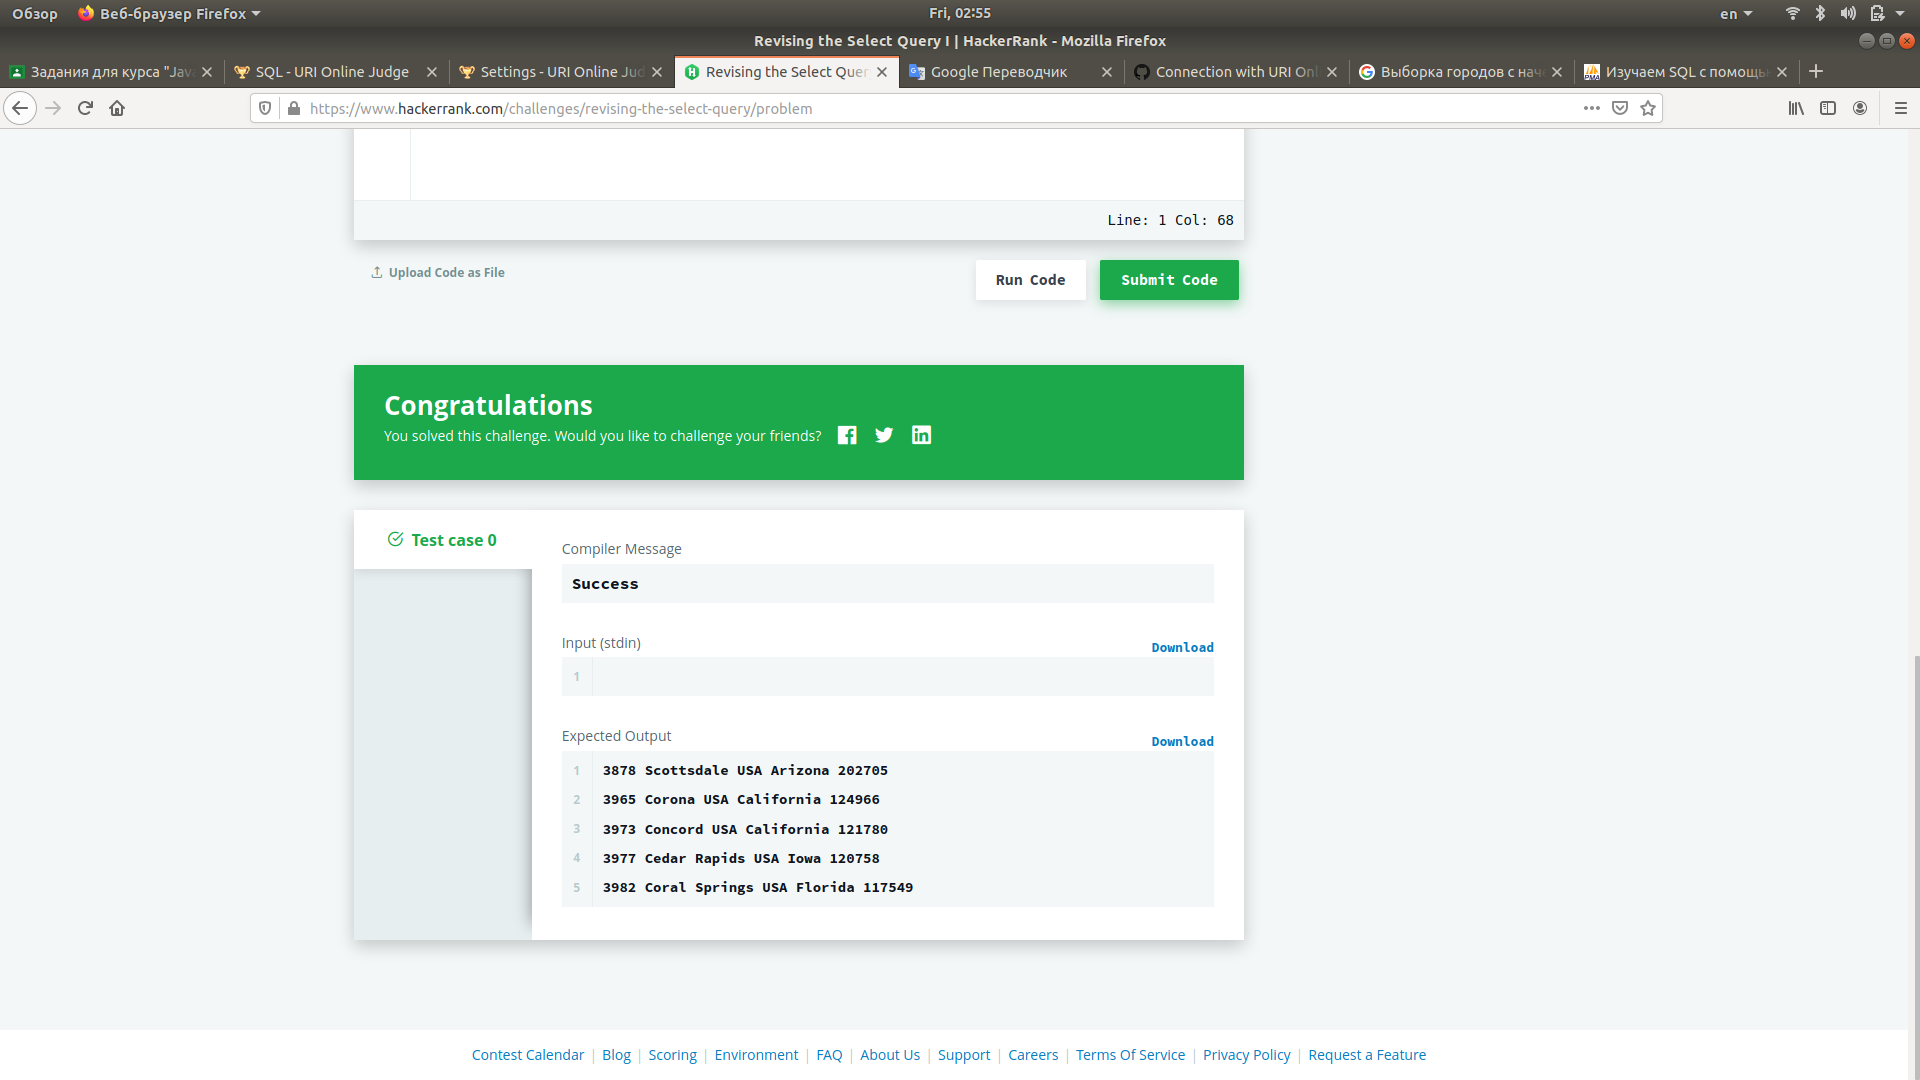 Обзор
Веб-браузер Firefox
Fri, 02:55
en
Revising the Select Query I | HackerRank - Mozilla Firefox
Задания для курса "Jav
SQL - URI Online Judge
Settings - URI Online Jud
Revising the Select Quer
Google Переводчик
Connection with URI Onl
Выборка городов с нач
Изучаем SQL с помощь
https://www.hackerrank.com/challenges/revising-the-select-query/problem
Line: 1 Col: 68
Upload Code as File
Run Code
Submit Code
Congratulations
You solved this challenge. Would you like to challenge your friends?
Test case 0
Compiler Message
Success
Input (stdin)
Download
1
Expected Output
Download
1 3878 Scottsdale USA Arizona 202705
2 3965 Corona USA California 124966
3 3973 Concord USA California 121780
4 3977 Cedar Rapids USA Iowa 120758
5 3982 Coral Springs USA Florida 117549
Contest Calendar | Blog | Scoring | Environment | FAQ | About Us | Support | Careers | Terms Of Service | Privacy Policy | Request a Feature